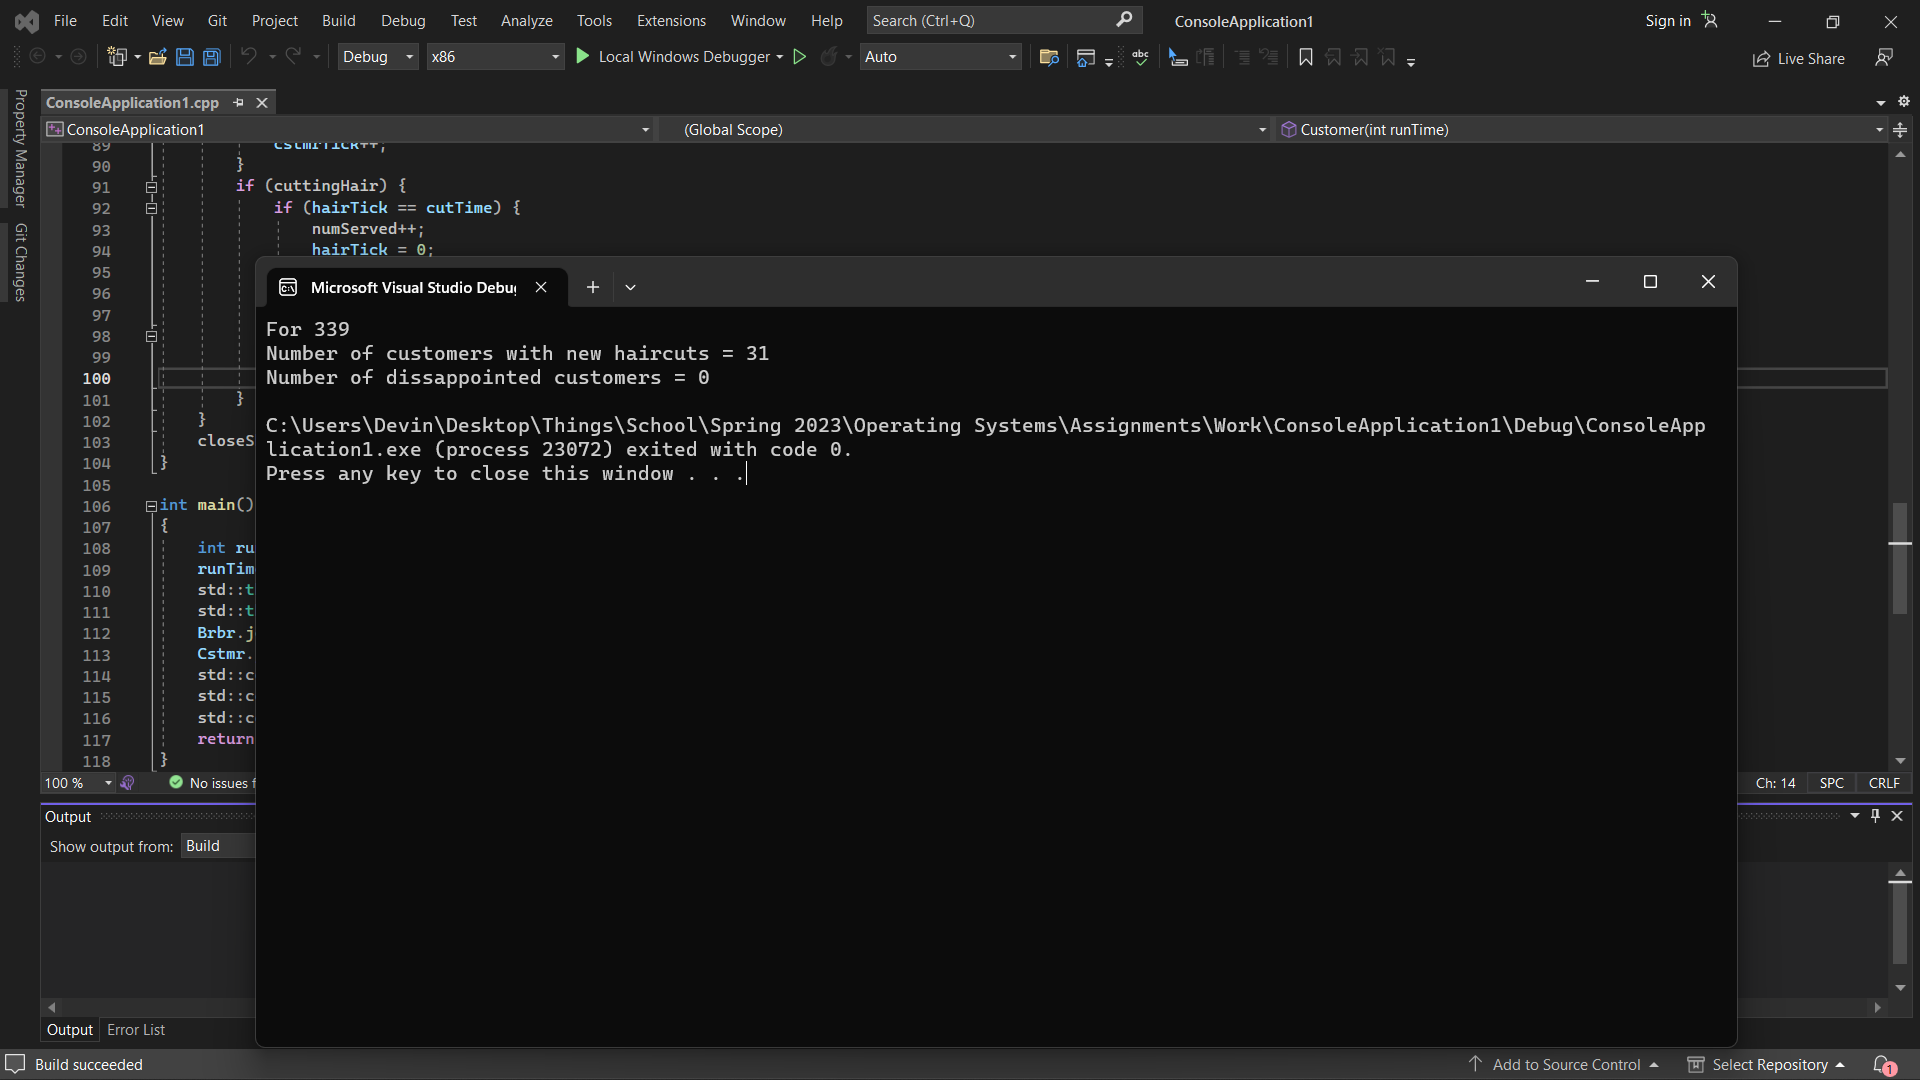 File Edit View Git Project Build Debug Test Analyze Tools Extensions Window Help Search (Ctrl+Q) ConsoleApplication1 Sign in
Debug x86 Local Windows Debugger Auto Live Share
Property Manager
Git Changes
ConsoleApplication1.cpp
ConsoleApplication1 (Global Scope) Customer(int runTime)
89 cstmrTick++;
90 }
91 if (cuttingHair) {
92 if (hairTick == cutTime) {
93 numServed++;
94 hairTick = 0;
95
96
97
98
99
100
101 }
102 }
103 closeS
104 }
105
106 int main()
107 {
108 int ru
109 runTim
110 std::t
111 std::t
112 Brbr.j
113 Cstmr.
114 std::c
115 std::c
116 std::c
117 return
118 }
Microsoft Visual Studio Debug
For 339
Number of customers with new haircuts = 31
Number of dissappointed customers = 0
C:\Users\Devin\Desktop\Things\School\Spring 2023\Operating Systems\Assignments\Work\ConsoleApplication1\Debug\ConsoleApp
lication1.exe (process 23072) exited with code 0.
Press any key to close this window . . .
100 % No issues f Ch: 14 SPC CRLF
Output
Show output from: Build
Output Error List
Build succeeded Add to Source Control Select Repository 1